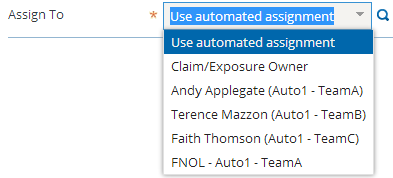 Assign To * Use automated assignment
Use automated assignment
Claim/Exposure Owner
Andy Applegate (Auto1 - TeamA)
Terence Mazzon (Auto1 - TeamB)
Faith Thomson (Auto1 - TeamC)
FNOL - Auto1 - TeamA